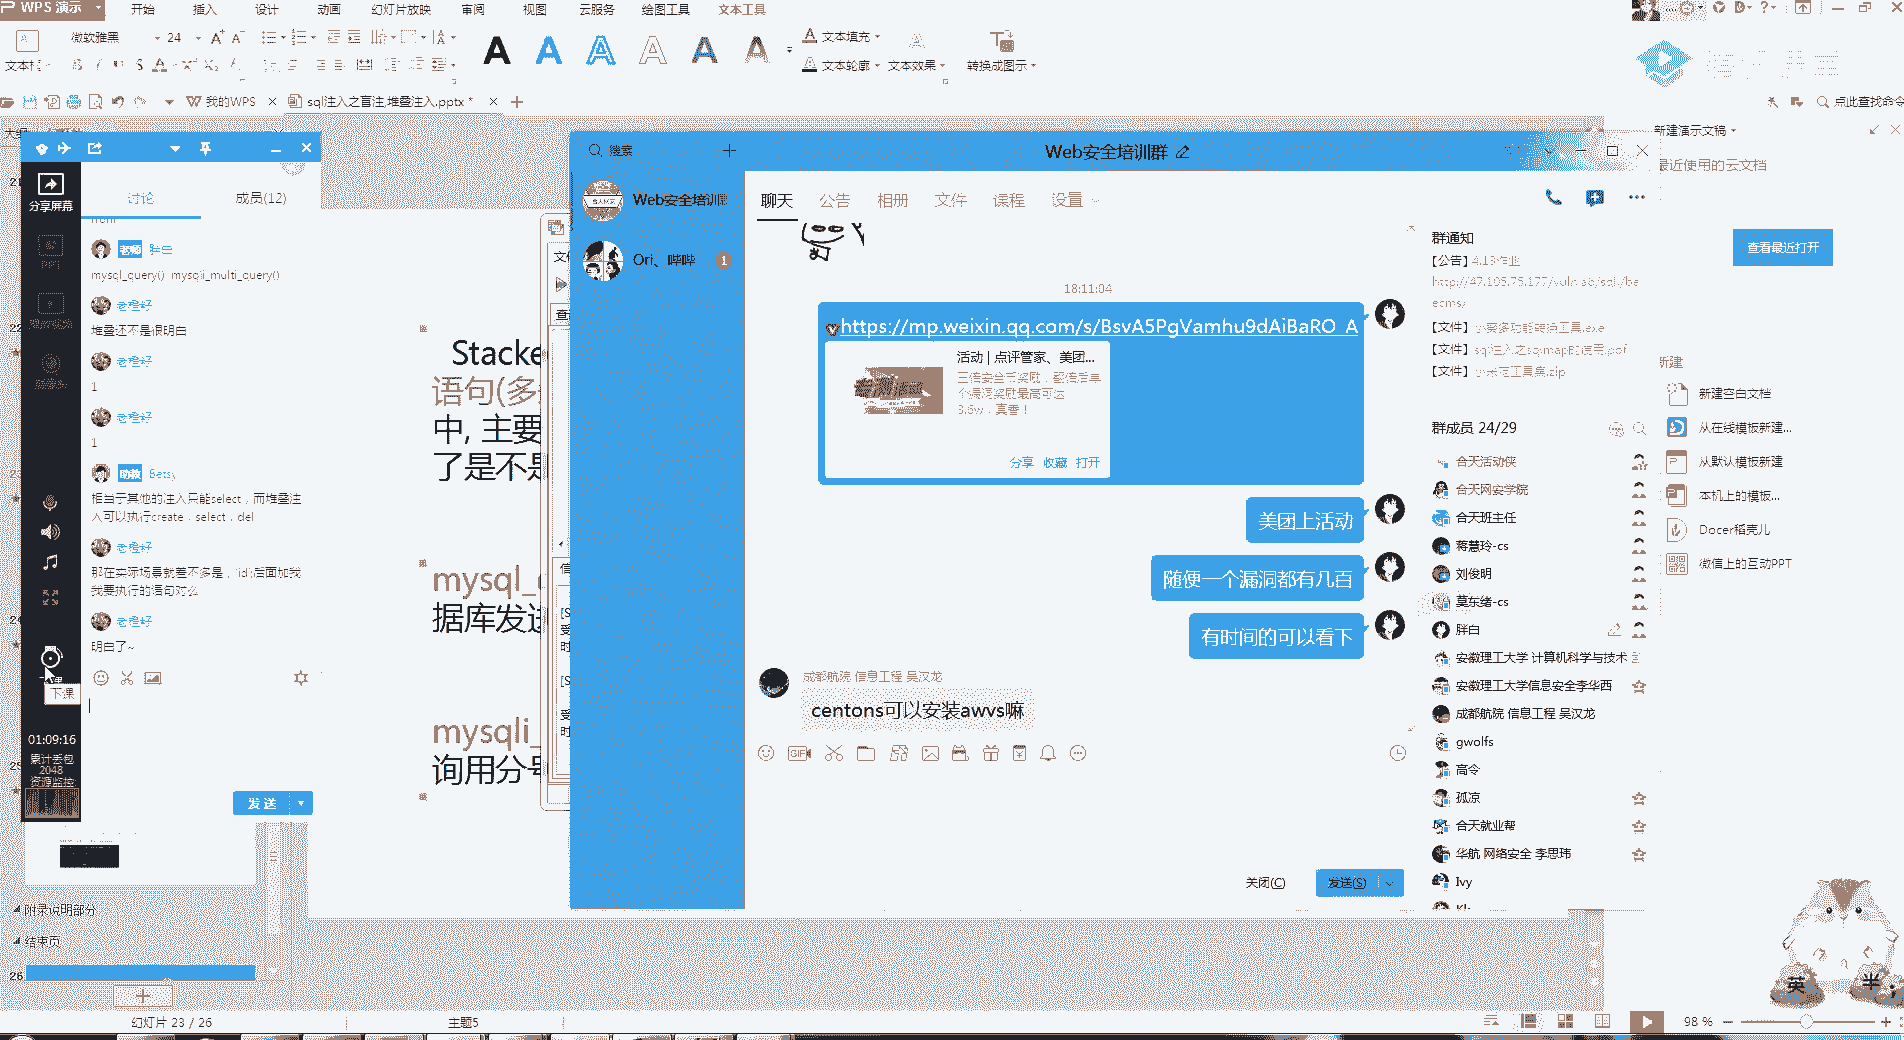 WPS 演示
开始
插入
设计
动画
幻灯片放映
审阅
视图
云服务
绘图工具
文本工具
微软雅黑
24
文本填充
文本轮廓
文本效果
转换成图示
我的WPS
sql注入之盲注,堆叠注入.pptx *
点此查找命令
分享屏幕
讨论
成员(12)
老师
mysql_query() mysqli_multi_query()
老橙好
堆叠还不是很明白
老橙好
1
老橙好
1
助教 Betsy
相当于其他的注入只能select，而堆叠注
入可以执行create，select，del
老橙好
那在实际场景就差不多是，'id;后面加我
我要执行的语句对么
老橙好
明白了~
下课
01:09:16
累计丢包
2048
资源监控
发送
Stacke
语句(多
中, 主要
了是不是
mysql_
据库发送
mysqli_
询用分号
附录说明部分
结束页
26
幻灯片 23 / 26
主题5
98 %
搜索
Web安全培训群
Web安全培训群
Ori、哔哔
1
聊天
公告
相册
文件
课程
设置
18:11:04
https://mp.weixin.qq.com/s/BsvA5PgVamhu9dAiBaRO_A
活动 | 点评管家、美团...
分享 收藏 打开
美团上活动
随便一个漏洞都有几百
有时间的可以看下
成都航院 信息工程 吴汉龙
centons可以安装awvs嘛
关闭(C)
发送(S)
群通知
【公告】4.13作业
【文件】
【文件】sql注入之sqlmap的使用.pdf
【文件】
群成员 24/29
合天活动侠
合天网安学院
合天班主任
蒋慧玲-cs
刘俊明
莫东绪-cs
胖白
安徽理工大学 计算机科学与技术
安徽理工大学信息安全李华西
成都航院 信息工程 吴汉龙
gwolfs
高令
孤凉
合天就业帮
华航 网络安全 李思玮
Ivy
新建演示文稿
最近使用的云文档
查看最近打开
新建
新建空白文档
从在线模板新建...
从默认模板新建
本机上的模板...
Docer稻壳儿
微信上的互动PPT
英
半